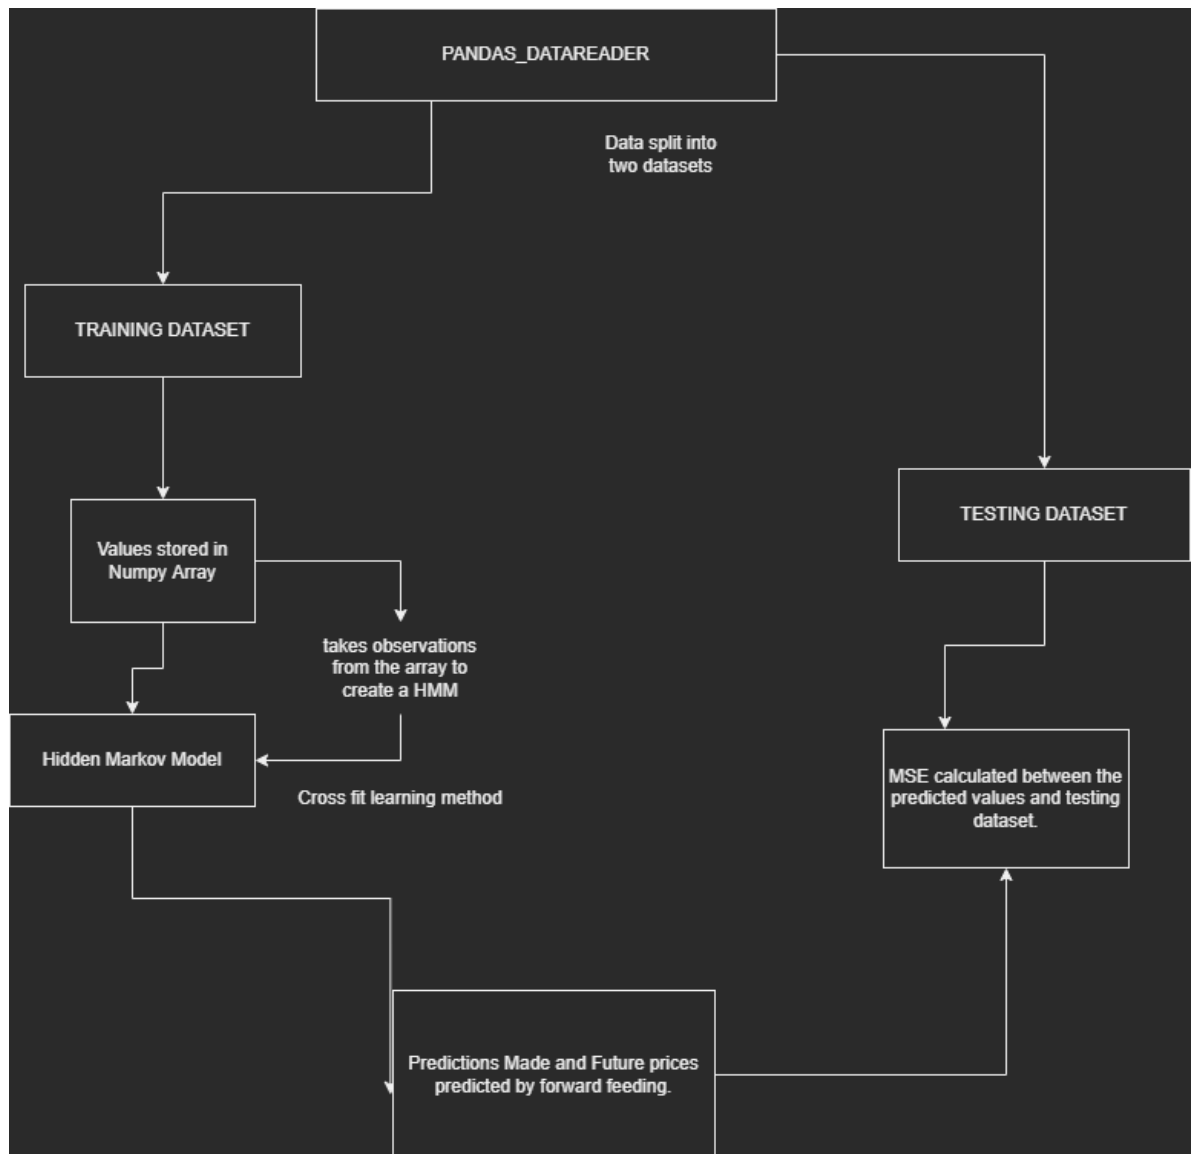 PANDAS_DATAREADER
Data split into
two datasets
TRAINING DATASET
TESTING DATASET
Values stored in
Numpy Array
takes observations
from the array to
create a HMM
Hidden Markov Model
Cross fit learning method
MSE calculated between the
predicted values and testing
dataset.
Predictions Made and Future prices
predicted by forward feeding.